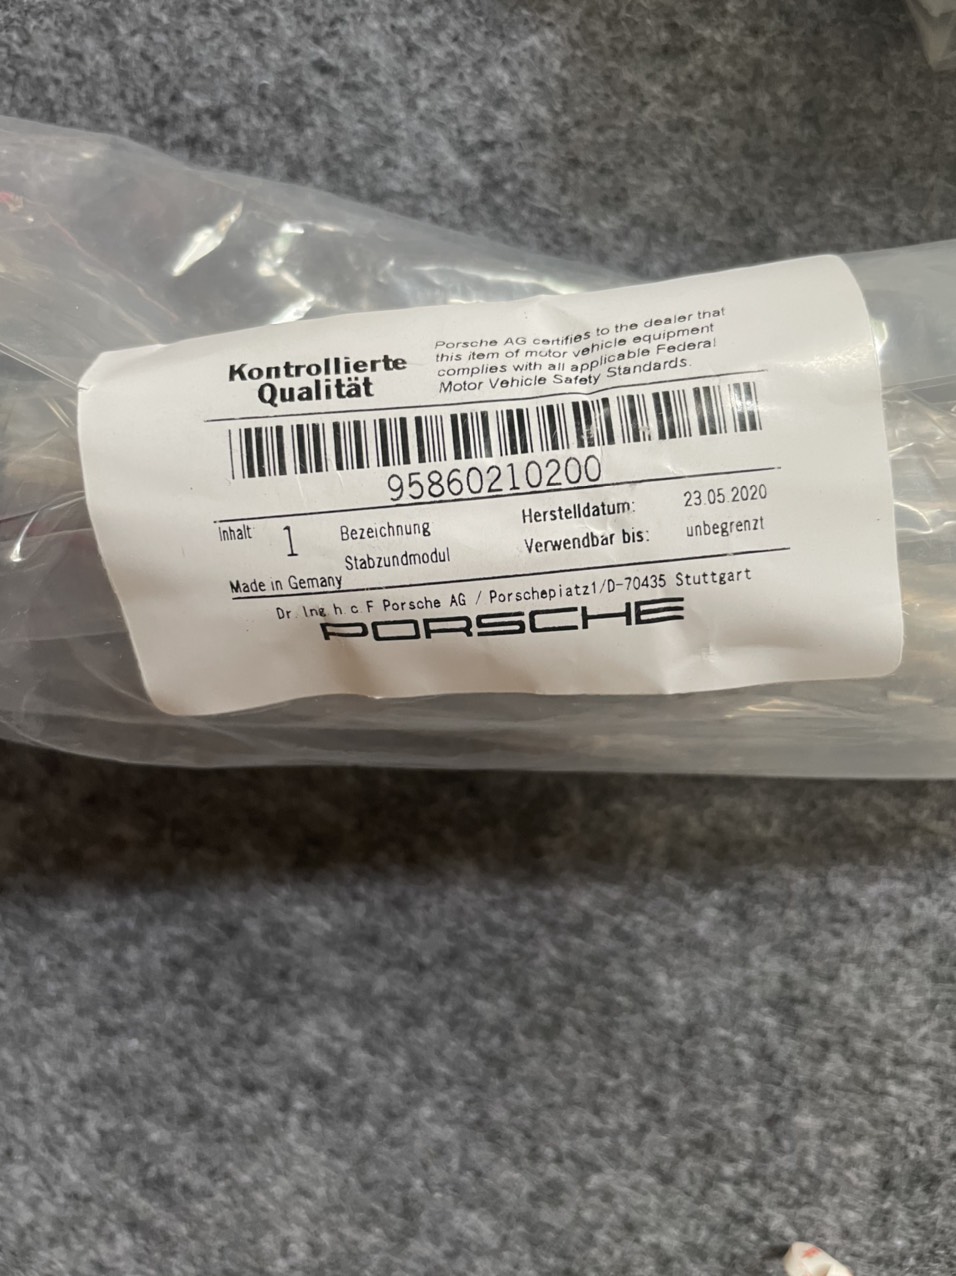 Kontrollierte
Qualität
Porsche AG certifies to the dealer that
this item of motor vehicle equipment
complies with all applicable Federal
Motor Vehicle Safety Standards.
95860210200
Inhalt 1 Bezeichnung Herstelldatum: 23.05.2020
Stabzundmodul Verwendbar bis: unbegrenzt
Made in Gemany
Dr. Ing. h. c. F Porsche AG / Porschepiatz1/D-70435 Stuttgart
PORSCHE